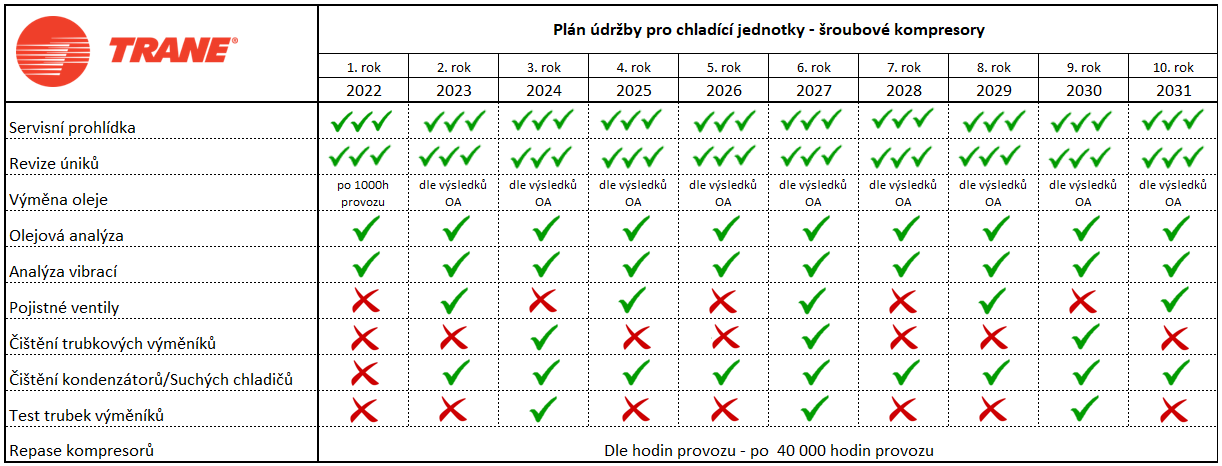 TRANE®
Plán údržby pro chladící jednotky - šroubové kompresory
1. rok 2. rok 3. rok 4. rok 5. rok 6. rok 7. rok 8. rok 9. rok 10. rok
2022 2023 2024 2025 2026 2027 2028 2029 2030 2031
Servisní prohlídka
Revize úniků
Výměna oleje
po 1000h dle výsledků dle výsledků dle výsledků dle výsledků dle výsledků dle výsledků dle výsledků dle výsledků dle výsledků
provozu OA OA OA OA OA OA OA OA OA
Olejová analýza
Analýza vibrací
Pojistné ventily
Čištění trubkových výměníků
Čištění kondenzátorů/Suchých chladičů
Test trubek výměníků
Repase kompresorů Dle hodin provozu - po 40 000 hodin provozu